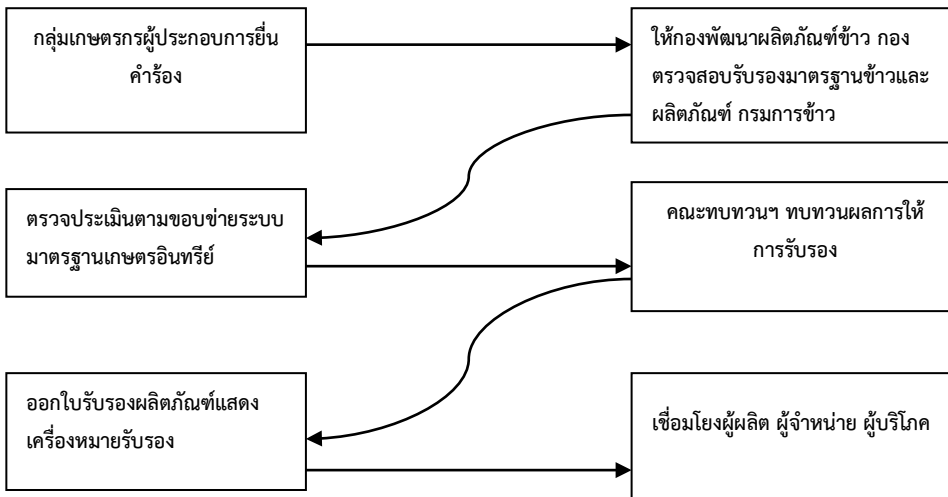 กลุ่มเกษตรกรผู้ประกอบการยื่น
คำร้อง
ให้กองพัฒนาผลิตภัณฑ์ข้าว กอง
ตรวจสอบรับรองมาตรฐานข้าวและ
ผลิตภัณฑ์ กรมการข้าว
ตรวจประเมินตามขอบข่ายระบบ
มาตรฐานเกษตรอินทรีย์
คณะทบทวนฯ ทบทวนผลการให้
การรับรอง
ออกใบรับรองผลิตภัณฑ์แสดง
เครื่องหมายรับรอง
เชื่อมโยงผู้ผลิต ผู้จำหน่าย ผู้บริโภค